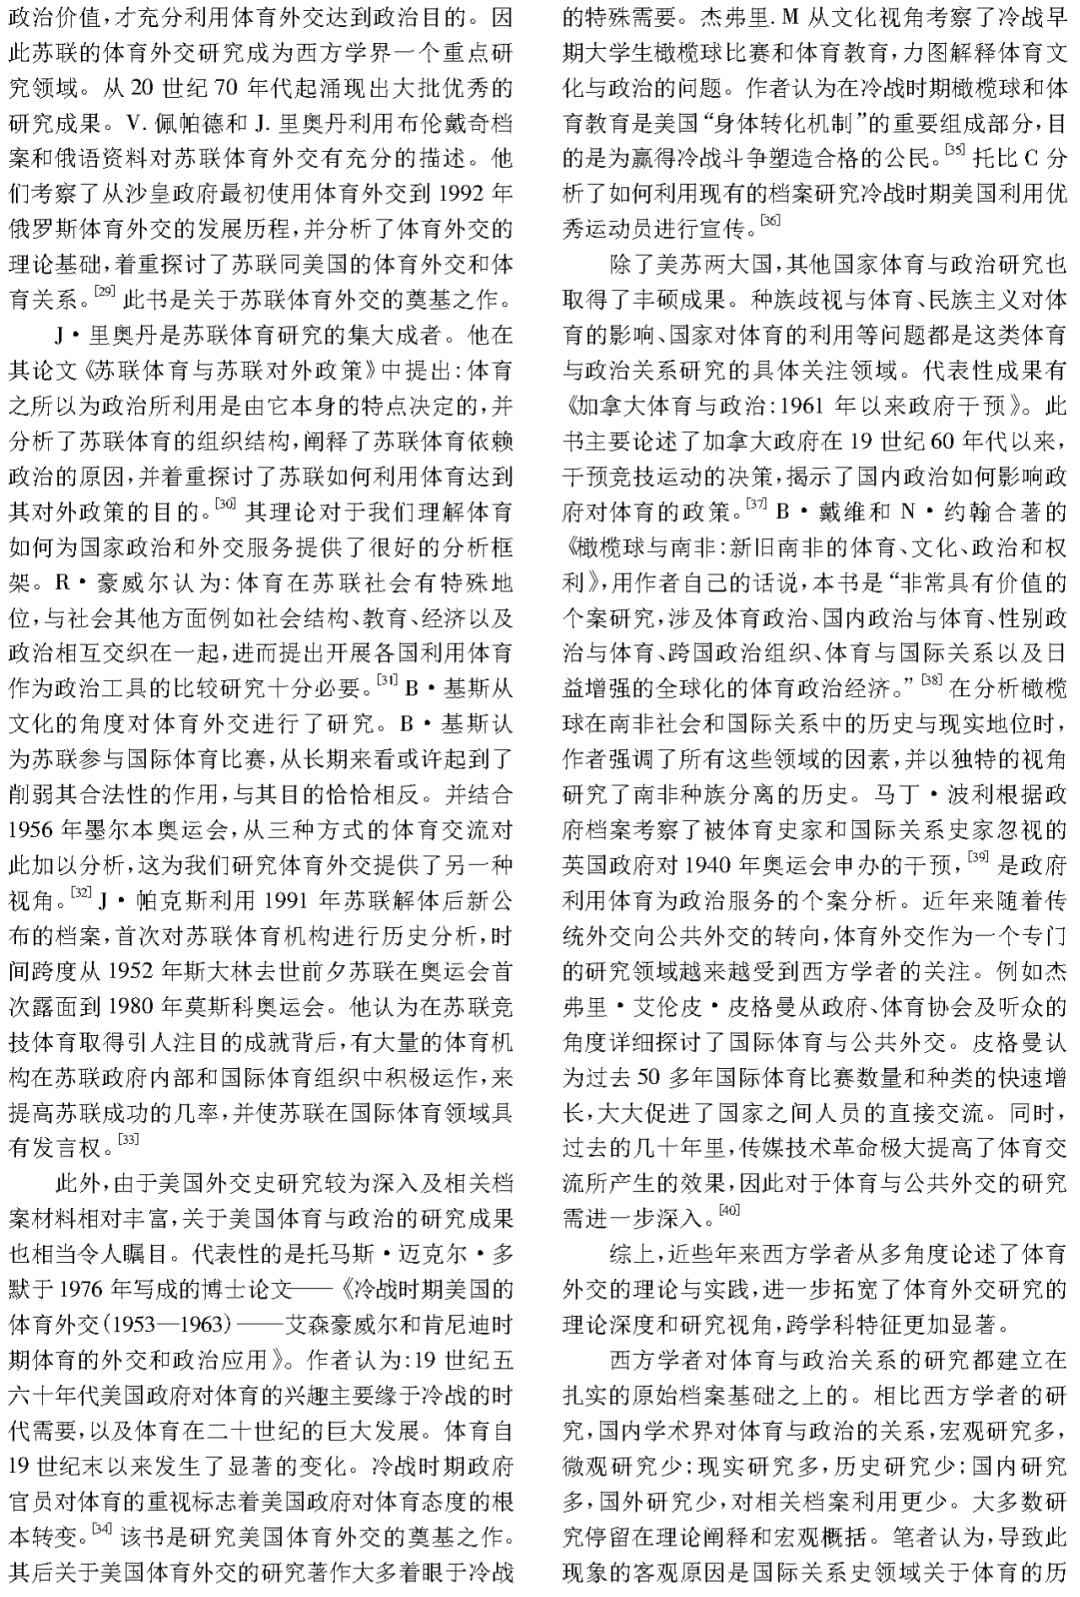 政治价值,才充分利用体育外交达到政治目的。因
此苏联的体育外交研究成为西方学界一个重点研
究领域。从20世纪70年代起涌现出大批优秀的
研究成果。V.佩帕德和J.里奥丹利用布伦戴奇档
案和俄语资料对苏联体育外交有充分的描述。他
们考察了从沙皇政府最初使用体育外交到1992年
俄罗斯体育外交的发展历程,并分析了体育外交的
理论基础,着重探讨了苏联同美国的体育外交和体
育关系。[29]此书是关于苏联体育外交的奠基之作。
J·里奥丹是苏联体育研究的集大成者。他在
其论文《苏联体育与苏联对外政策》中提出:体育
之所以为政治所利用是由它本身的特点决定的,并
分析了苏联体育的组织结构,阐释了苏联体育依赖
政治的原因,并着重探讨了苏联如何利用体育达到
其对外政策的目的。[30]其理论对于我们理解体育
如何为国家政治和外交服务提供了很好的分析框
架。R·豪威尔认为:体育在苏联社会有特殊地
位,与社会其他方面例如社会结构、教育、经济以及
政治相互交织在一起,进而提出开展各国利用体育
作为政治工具的比较研究十分必要。[31]B·基斯从
文化的角度对体育外交进行了研究。B·基斯认
为苏联参与国际体育比赛,从长期来看或许起到了
削弱其合法性的作用,与其目的恰恰相反。并结合
1956年墨尔本奥运会,从三种方式的体育交流对
此加以分析,这为我们研究体育外交提供了另一种
视角。[32]J·帕克斯利用1991年苏联解体后新公
布的档案,首次对苏联体育机构进行历史分析,时
间跨度从1952年斯大林去世前夕苏联在奥运会首
次露面到1980年莫斯科奥运会。他认为在苏联竞
技体育取得引人注目的成就背后,有大量的体育机
构在苏联政府内部和国际体育组织中积极运作,来
提高苏联成功的几率,并使苏联在国际体育领域具
有发言权。[33]
此外,由于美国外交史研究较为深入及相关档
案材料相对丰富,关于美国体育与政治的研究成果
也相当令人瞩目。代表性的是托马斯·迈克尔·多
默于1976年写成的博士论文——《冷战时期美国的
体育外交(1953—1963)——艾森豪威尔和肯尼迪时
期体育的外交和政治应用》。作者认为:19世纪五
六十年代美国政府对体育的兴趣主要缘于冷战的时
代需要,以及体育在二十世纪的巨大发展。体育自
19世纪末以来发生了显著的变化。冷战时期政府
官员对体育的重视标志着美国政府对体育态度的根
本转变。[34]该书是研究美国体育外交的奠基之作。
其后关于美国体育外交的研究著作大多着眼于冷战
的特殊需要。杰弗里.M从文化视角考察了冷战早
期大学生橄榄球比赛和体育教育,力图解释体育文
化与政治的问题。作者认为在冷战时期橄榄球和体
育教育是美国“身体转化机制”的重要组成部分,目
的是为赢得冷战斗争塑造合格的公民。[35]托比C分
析了如何利用现有的档案研究冷战时期美国利用优
秀运动员进行宣传。[36]
除了美苏两大国,其他国家体育与政治研究也
取得了丰硕成果。种族歧视与体育、民族主义对体
育的影响、国家对体育的利用等问题都是这类体育
与政治关系研究的具体关注领域。代表性成果有
《加拿大体育与政治:1961年以来政府干预》。此
书主要论述了加拿大政府在19世纪60年代以来,
干预竞技运动的决策,揭示了国内政治如何影响政
府对体育的政策。[37]B·戴维和N·约翰合著的
《橄榄球与南非:新旧南非的体育、文化、政治和权
利》,用作者自己的话说,本书是“非常具有价值的
个案研究,涉及体育政治、国内政治与体育、性别政
治与体育、跨国政治组织、体育与国际关系以及日
益增强的全球化的体育政治经济。”[38]在分析橄榄
球在南非社会和国际关系中的历史与现实地位时,
作者强调了所有这些领域的因素,并以独特的视角
研究了南非种族分离的历史。马丁·波利根据政
府档案考察了被体育史家和国际关系史家忽视的
英国政府对1940年奥运会申办的干预,[39]是政府
利用体育为政治服务的个案分析。近年来随着传
统外交向公共外交的转向,体育外交作为一个专门
的研究领域越来越受到西方学者的关注。例如杰
弗里·艾伦皮·皮格曼从政府、体育协会及听众的
角度详细探讨了国际体育与公共外交。皮格曼认
为过去50多年国际体育比赛数量和种类的快速增
长,大大促进了国家之间人员的直接交流。同时,
过去的几十年里,传媒技术革命极大提高了体育交
流所产生的效果,因此对于体育与公共外交的研究
需进一步深入。[40]
综上,近些年来西方学者从多角度论述了体育
外交的理论与实践,进一步拓宽了体育外交研究的
理论深度和研究视角,跨学科特征更加显著。
西方学者对体育与政治关系的研究都建立在
扎实的原始档案基础之上的。相比西方学者的研
究,国内学术界对体育与政治的关系,宏观研究多,
微观研究少;现实研究多,历史研究少;国内研究
多,国外研究少,对相关档案利用更少。大多数研
究停留在理论阐释和宏观概括。笔者认为,导致此
现象的客观原因是国际关系史领域关于体育的历